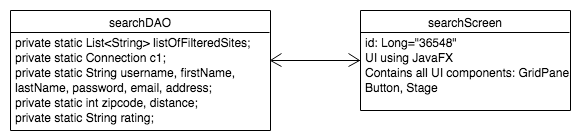 searchDAO
private static List<String> listOfFilteredSites;
private static Connection c1;
private static String username, firstName,
lastName, password, email, address;
private static int zipcode, distance;
private static String rating;
searchScreen
id: Long="36548"
UI using JavaFX
Contains all UI components: GridPane
Button, Stage